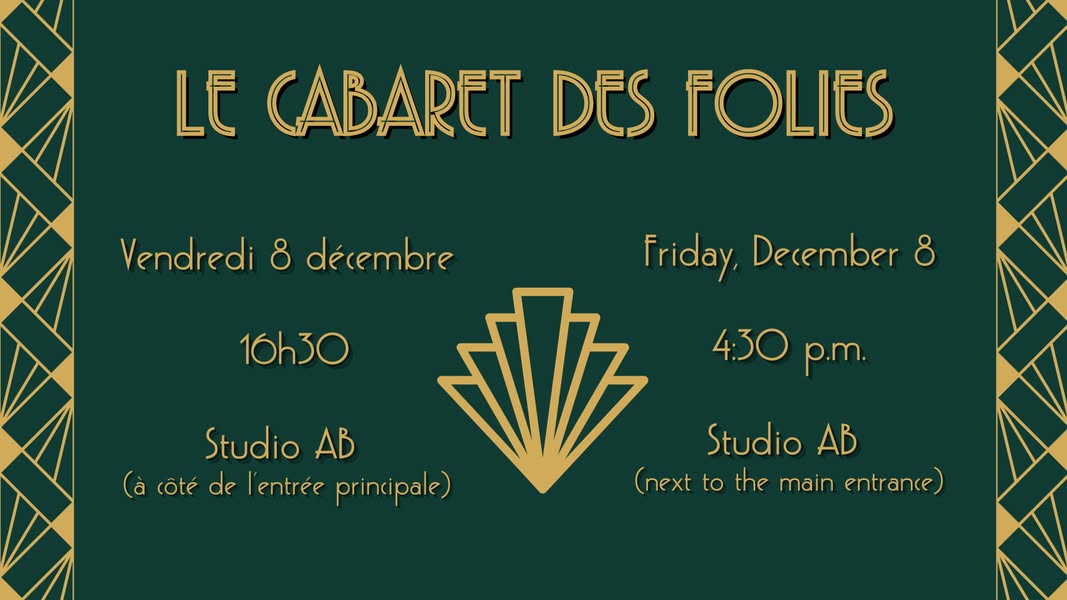 LE CABARET DES FOLIES
Vendredi 8 décembre
16h30
Studio AB
(à côté de l'entrée principale)
Friday, December 8
4:30 p.m.
Studio AB
(next to the main entrance)